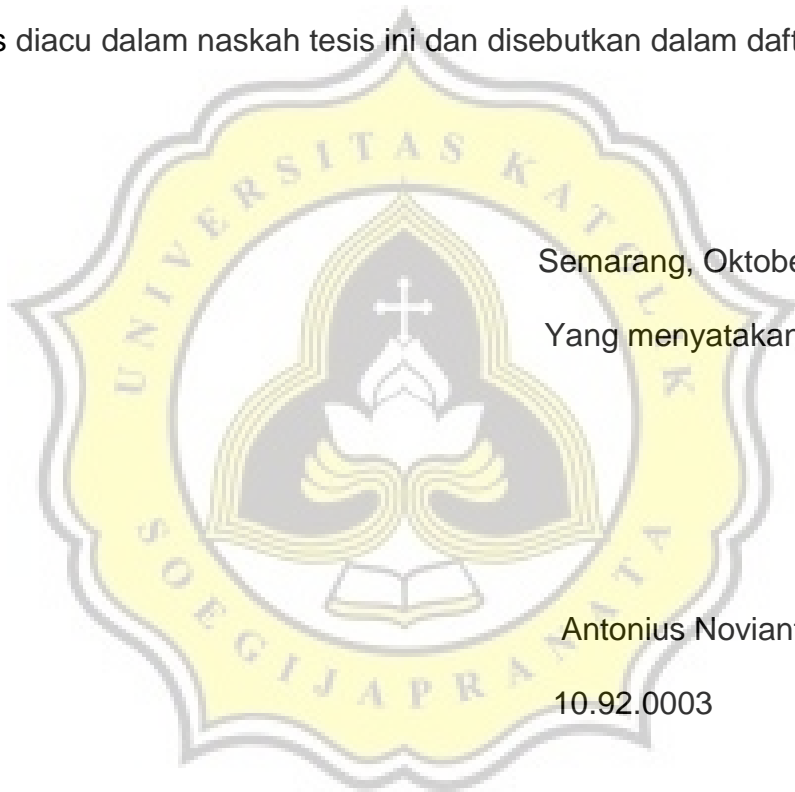 s diacu dalam naskah tesis ini dan disebutkan dalam daft
UNIVERSITAS KATOLIK
Semarang, Oktobe
Yang menyatakan
SOEGIJAPRANATA
Antonius Novian
10.92.0003